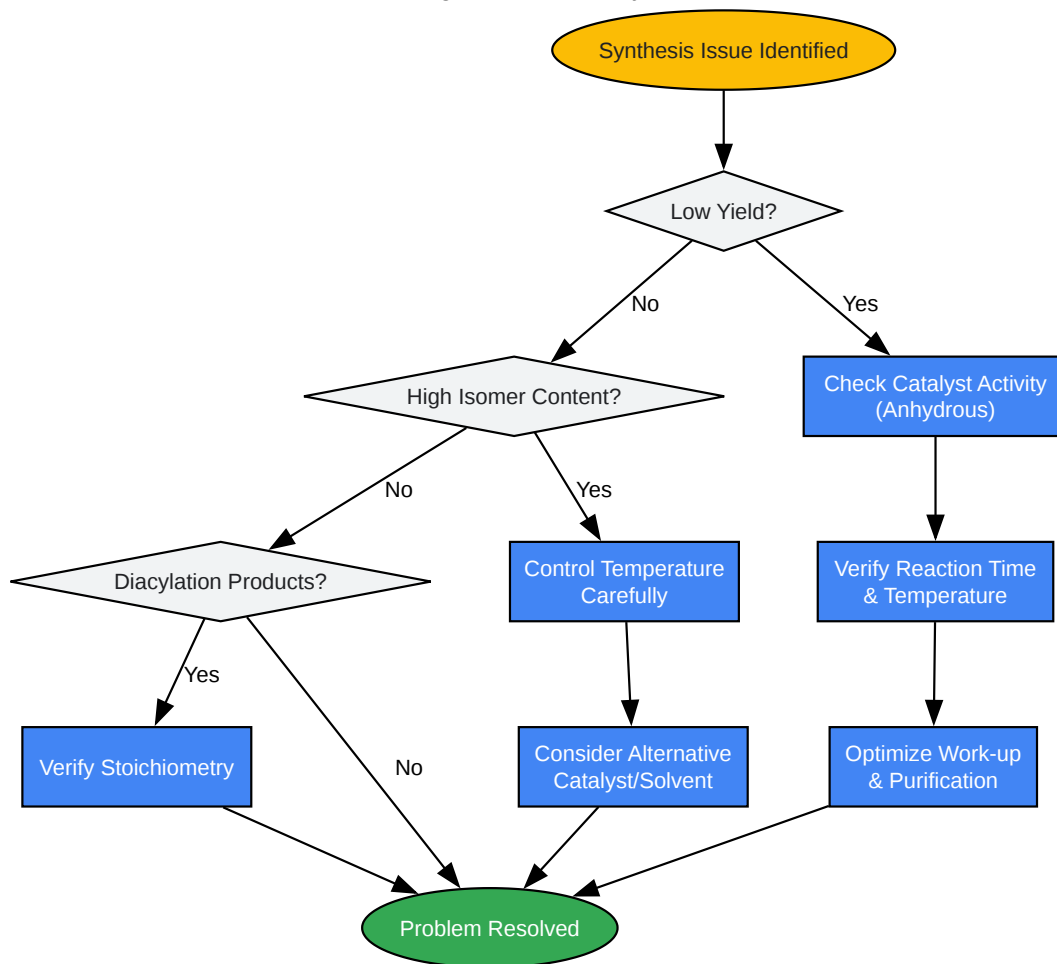 Synthesis Issue Identified
Low Yield?
No
Yes
High Isomer Content?
Check Catalyst Activity
(Anhydrous)
No
Yes
Diacylation Products?
Control Temperature
Carefully
Verify Reaction Time
& Temperature
Yes
No
Verify Stoichiometry
Consider Alternative
Catalyst/Solvent
Optimize Work-up
& Purification
Problem Resolved